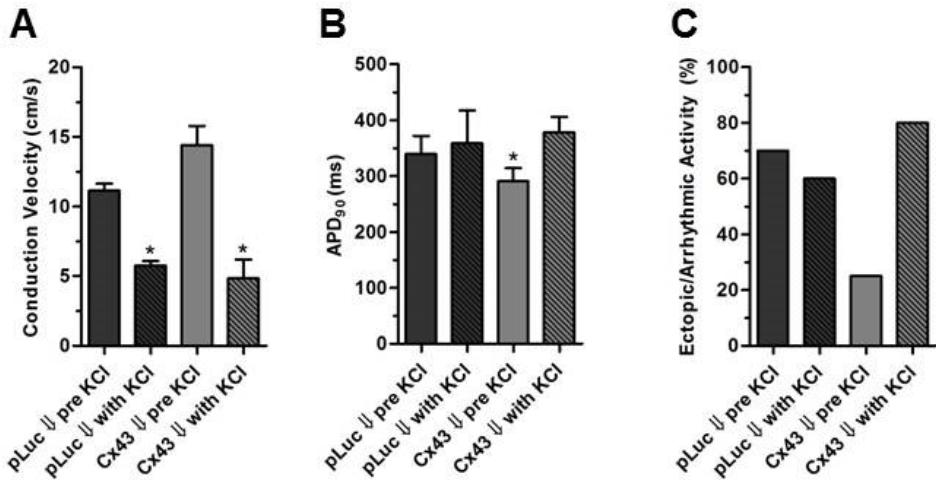 A
Conduction Velocity (cm/s)
20
15
10
5
0
*
*
pLuc ⇓ pre KCl
pLuc ⇓ with KCl
Cx43 ⇓ pre KCl
Cx43 ⇓ with KCl
B
APD90 (ms)
500
400
300
200
100
0
*
pLuc ⇓ pre KCl
pLuc ⇓ with KCl
Cx43 ⇓ pre KCl
Cx43 ⇓ with KCl
C
Ectopic/Arrhythmic Activity (%)
100
80
60
40
20
0
pLuc ⇓ pre KCl
pLuc ⇓ with KCl
Cx43 ⇓ pre KCl
Cx43 ⇓ with KCl